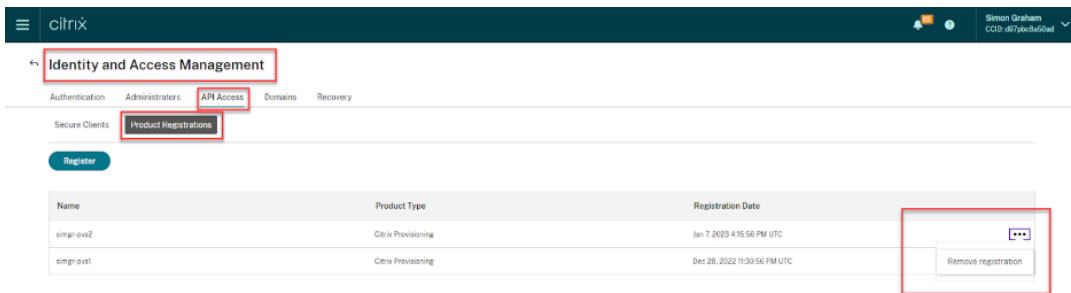 citrix
Simon Graham
CCID: d97pbc8a50ad
Identity and Access Management
Authentication Administrators API Access Domains Recovery
Secure Clients Product Registrations
Register
Name Product Type Registration Date
simgr-pvs2 Citrix Provisioning Jan 7, 2023 4:15:56 PM UTC
simgr-pvs1 Citrix Provisioning Dec 28, 2022 11:30:56 PM UTC
Remove registration